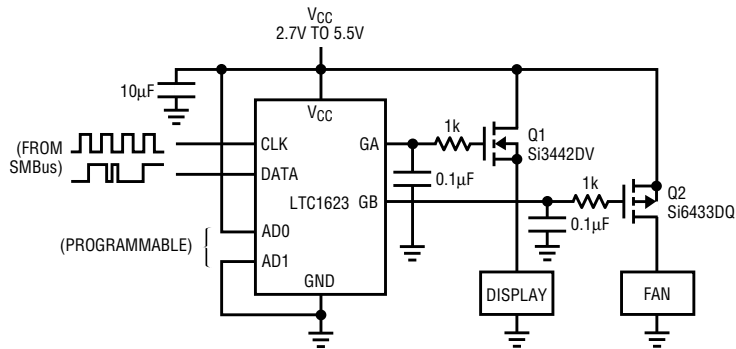 VCC
2.7V TO 5.5V
10µF
VCC
(FROM
SMBus)
CLK
DATA
LTC1623
GA
GB
1k
Q1
Si3442DV
0.1µF
1k
Q2
Si6433DQ
0.1µF
(PROGRAMMABLE)
AD0
AD1
GND
DISPLAY
FAN